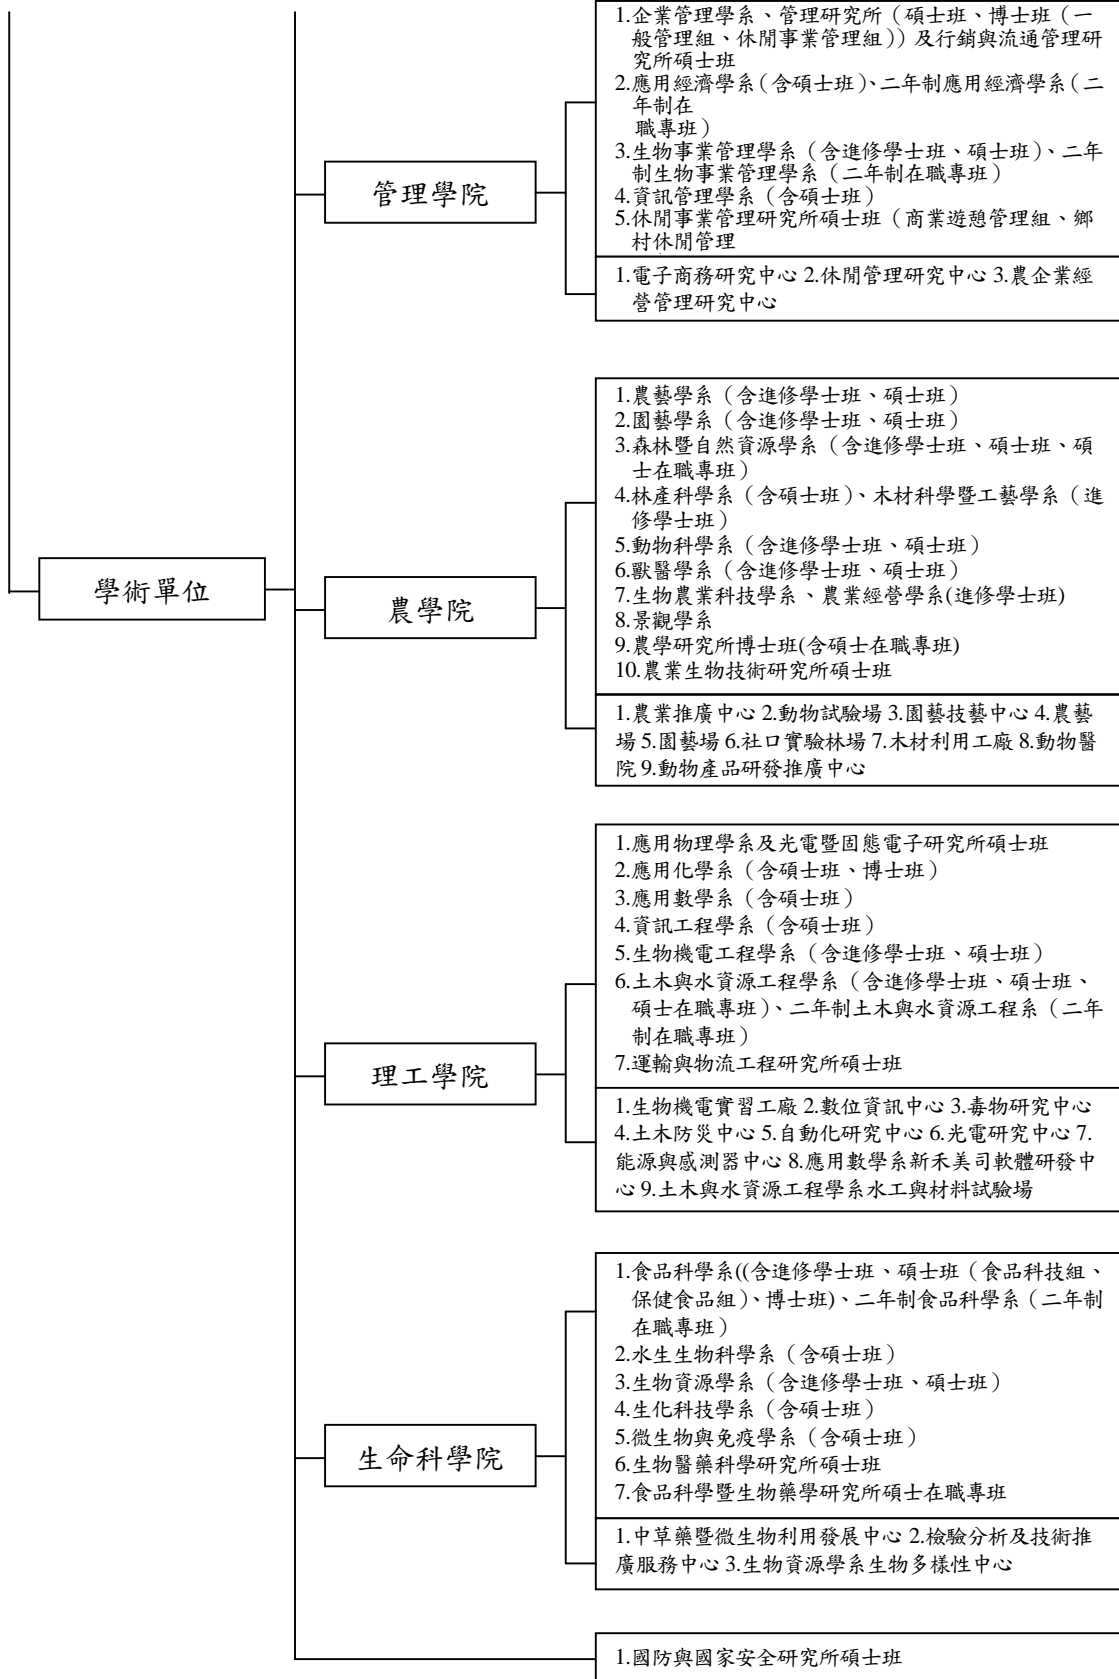 1.企業管理學系、管理研究所（碩士班、博士班（一
般管理組、休閒事業管理組））及行銷與流通管理研
究所碩士班
2.應用經濟學系（含碩士班）、二年制應用經濟學系（二
年制在
職專班）
3.生物事業管理學系（含進修學士班、碩士班）、二年
制生物事業管理學系（二年制在職專班）
4.資訊管理學系（含碩士班）
5.休閒事業管理研究所碩士班（商業遊憩管理組、鄉
村休閒管理
管理學院
1.電子商務研究中心 2.休閒管理研究中心 3.農企業經
營管理研究中心
1.農藝學系（含進修學士班、碩士班）
2.園藝學系（含進修學士班、碩士班）
3.森林暨自然資源學系（含進修學士班、碩士班、碩
士在職專班）
4.林產科學系（含碩士班）、木材科學暨工藝學系（進
修學士班）
5.動物科學系（含進修學士班、碩士班）
6.獸醫學系（含進修學士班、碩士班）
7.生物農業科技學系、農業經營學系(進修學士班)
8.景觀學系
9.農學研究所博士班(含碩士在職專班)
10.農業生物技術研究所碩士班
學術單位
農學院
1.農業推廣中心 2.動物試驗場 3.園藝技藝中心 4.農藝
場 5.園藝場 6.社口實驗林場 7.木材利用工廠 8.動物醫
院 9.動物產品研發推廣中心
1.應用物理學系及光電暨固態電子研究所碩士班
2.應用化學系（含碩士班、博士班）
3.應用數學系（含碩士班）
4.資訊工程學系（含碩士班）
5.生物機電工程學系（含進修學士班、碩士班）
6.土木與水資源工程學系（含進修學士班、碩士班、
碩士在職專班）、二年制土木與水資源工程系（二年
制在職專班）
7.運輸與物流工程研究所碩士班
理工學院
1.生物機電實習工廠 2.數位資訊中心 3.毒物研究中心
4.土木防災中心 5.自動化研究中心 6.光電研究中心 7.
能源與感測器中心 8.應用數學系新禾美司軟體研發中
心 9.土木與水資源工程學系水工與材料試驗場
1.食品科學系((含進修學士班、碩士班（食品科技組、
保健食品組）、博士班)、二年制食品科學系（二年制
在職專班）
2.水生生物科學系（含碩士班）
3.生物資源學系（含進修學士班、碩士班）
4.生化科技學系（含碩士班）
5.微生物與免疫學系（含碩士班）
6.生物醫藥科學研究所碩士班
7.食品科學暨生物藥學研究所碩士在職專班
生命科學院
1.中草藥暨微生物利用發展中心 2.檢驗分析及技術推
廣服務中心 3.生物資源學系生物多樣性中心
1.國防與國家安全研究所碩士班